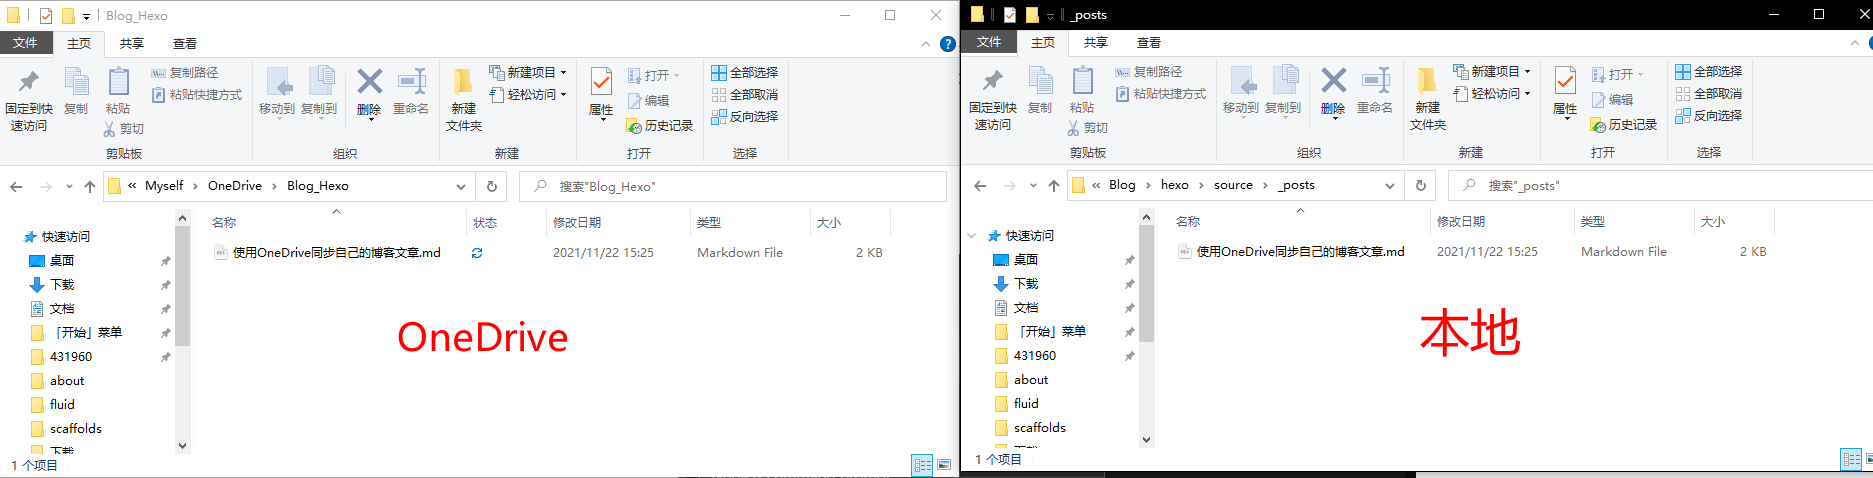 Blog_Hexo
文件 主页 共享 查看
固定到快速访问 复制 粘贴 复制路径 粘贴快捷方式 剪切
剪贴板
移动到 复制到 删除 重命名
组织
新建文件夹 新建项目 轻松访问
新建
属性 打开 编辑 历史记录
打开
全部选择 全部取消 反向选择
选择
« Myself › OneDrive › Blog_Hexo
搜索"Blog_Hexo"
名称 状态 修改日期 类型 大小
使用OneDrive同步自己的博客文章.md 2021/11/22 15:25 Markdown File 2 KB
快速访问
桌面
下载
文档
「开始」菜单
431960
about
fluid
scaffolds
下载
OneDrive
1 个项目
_posts
文件 主页 共享 查看
固定到快速访问 复制 粘贴 复制路径 粘贴快捷方式 剪切
剪贴板
移动到 复制到 删除 重命名
组织
新建文件夹 新建项目 轻松访问
新建
属性 打开 编辑 历史记录
打开
全部选择 全部取消 反向选择
选择
« Blog › hexo › source › _posts
搜索"_posts"
名称 修改日期 类型 大小
使用OneDrive同步自己的博客文章.md 2021/11/22 15:25 Markdown File 2 KB
快速访问
桌面
下载
文档
「开始」菜单
431960
about
fluid
scaffolds
本地
1 个项目